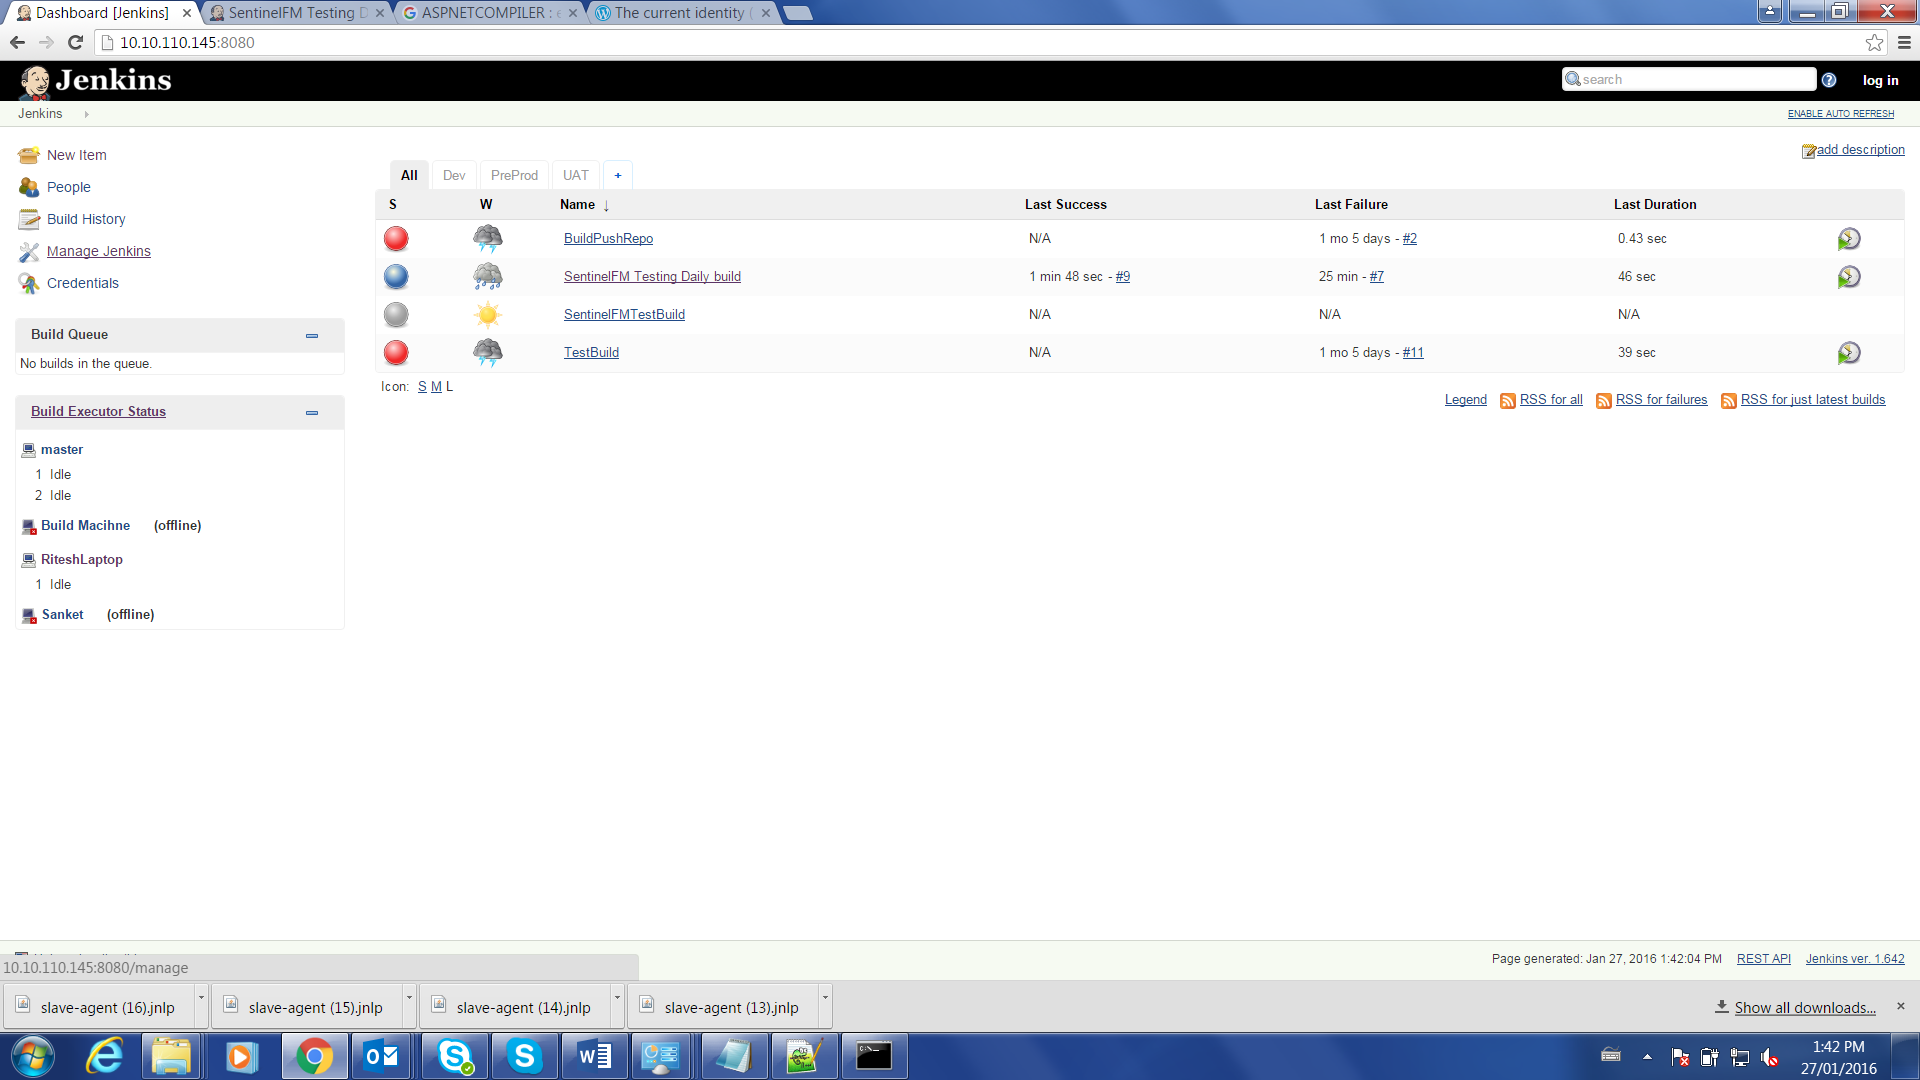 Dashboard [Jenkins] SentinelFM Testing D ASPNETCOMPILER : e The current identity (
10.10.110.145:8080
Jenkins search ? log in
Jenkins ENABLE AUTO REFRESH
add description
New Item
People
Build History
Manage Jenkins
Credentials
Build Queue
No builds in the queue.
Build Executor Status
master
1 Idle
2 Idle
Build Macihne (offline)
RiteshLaptop
1 Idle
Sanket (offline)
All Dev PreProd UAT +
S W Name ↓ Last Success Last Failure Last Duration
BuildPushRepo N/A 1 mo 5 days - #2 0.43 sec
SentinelFM Testing Daily build 1 min 48 sec - #9 25 min - #7 46 sec
SentinelFMTestBuild N/A N/A N/A
TestBuild N/A 1 mo 5 days - #11 39 sec
Icon: S M L
Legend RSS for all RSS for failures RSS for just latest builds
Page generated: Jan 27, 2016 1:42:04 PM REST API Jenkins ver. 1.642
10.10.110.145:8080/manage
slave-agent (16).jnlp slave-agent (15).jnlp slave-agent (14).jnlp slave-agent (13).jnlp Show all downloads...
1:42 PM
27/01/2016